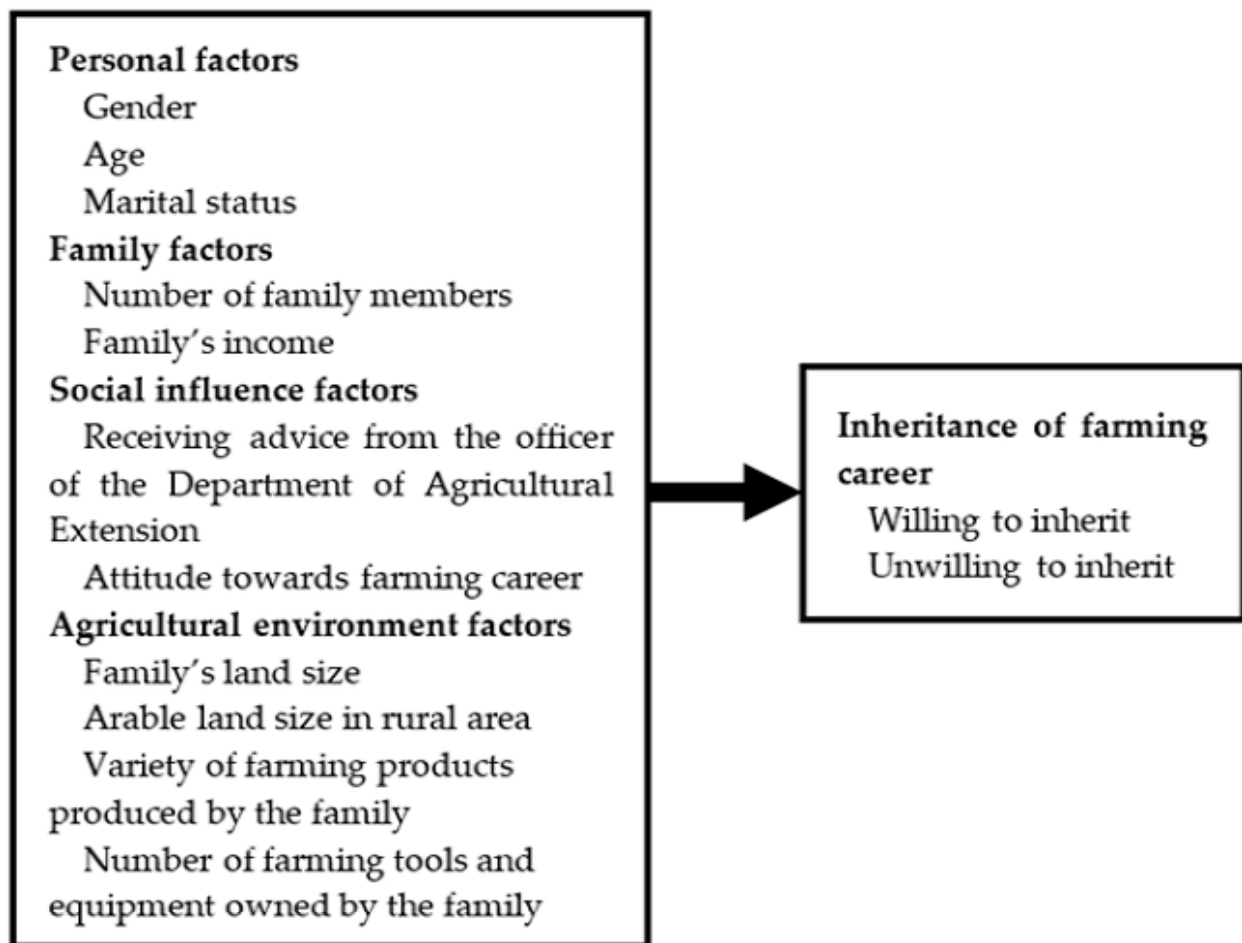 Personal factors
Gender
Age
Marital status
Family factors
Number of family members
Family’s income
Social influence factors
Receiving advice from the officer
of the Department of Agricultural
Extension
Attitude towards farming career
Agricultural environment factors
Family’s land size
Arable land size in rural area
Variety of farming products
produced by the family
Number of farming tools and
equipment owned by the family
Inheritance of farming
career
Willing to inherit
Unwilling to inherit